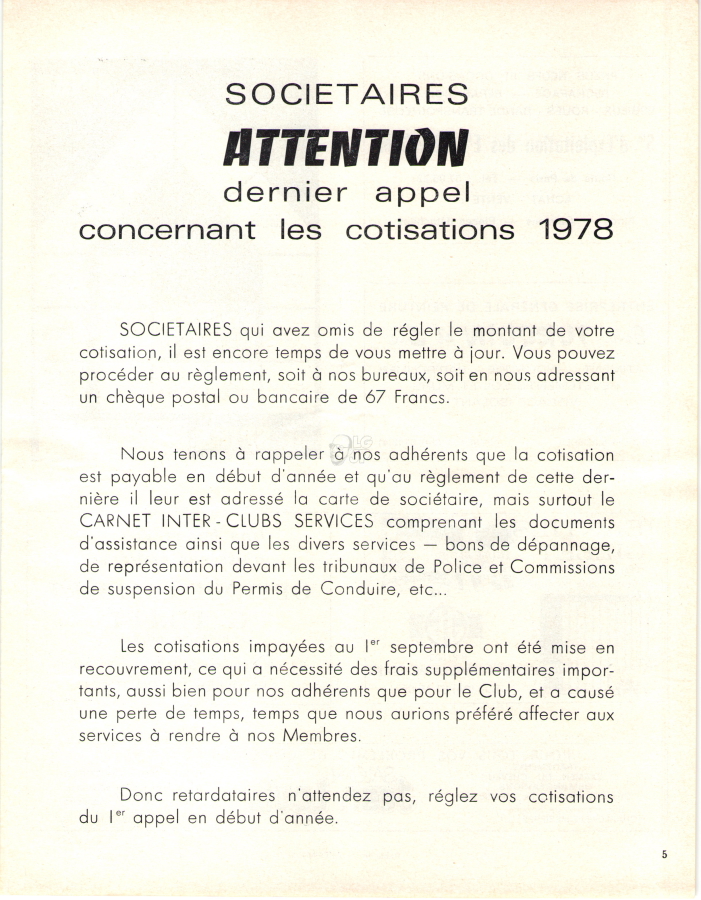 SOCIETAIRES
ATTENTION
dernier appel
concernant les cotisations 1978
SOCIETAIRES qui avez omis de régler le montant de votre
cotisation, il est encore temps de vous mettre à jour. Vous pouvez
procéder au règlement, soit à nos bureaux, soit en nous adressant
un chèque postal ou bancaire de 67 Francs.
Nous tenons à rappeler à nos adhérents que la cotisation
est payable en début d'année et qu'au règlement de cette der-
nière il leur est adressé la carte de sociétaire, mais surtout le
CARNET INTER - CLUBS SERVICES comprenant les documents
d'assistance ainsi que les divers services — bons de dépannage,
de représentation devant les tribunaux de Police et Commissions
de suspension du Permis de Conduire, etc...
Les cotisations impayées au 1er septembre ont été mise en
recouvrement, ce qui a nécessité des frais supplémentaires impor-
tants, aussi bien pour nos adhérents que pour le Club, et a causé
une perte de temps, temps que nous aurions préféré affecter aux
services à rendre à nos Membres.
Donc retardataires n'attendez pas, réglez vos cotisations
du 1er appel en début d'année.
5